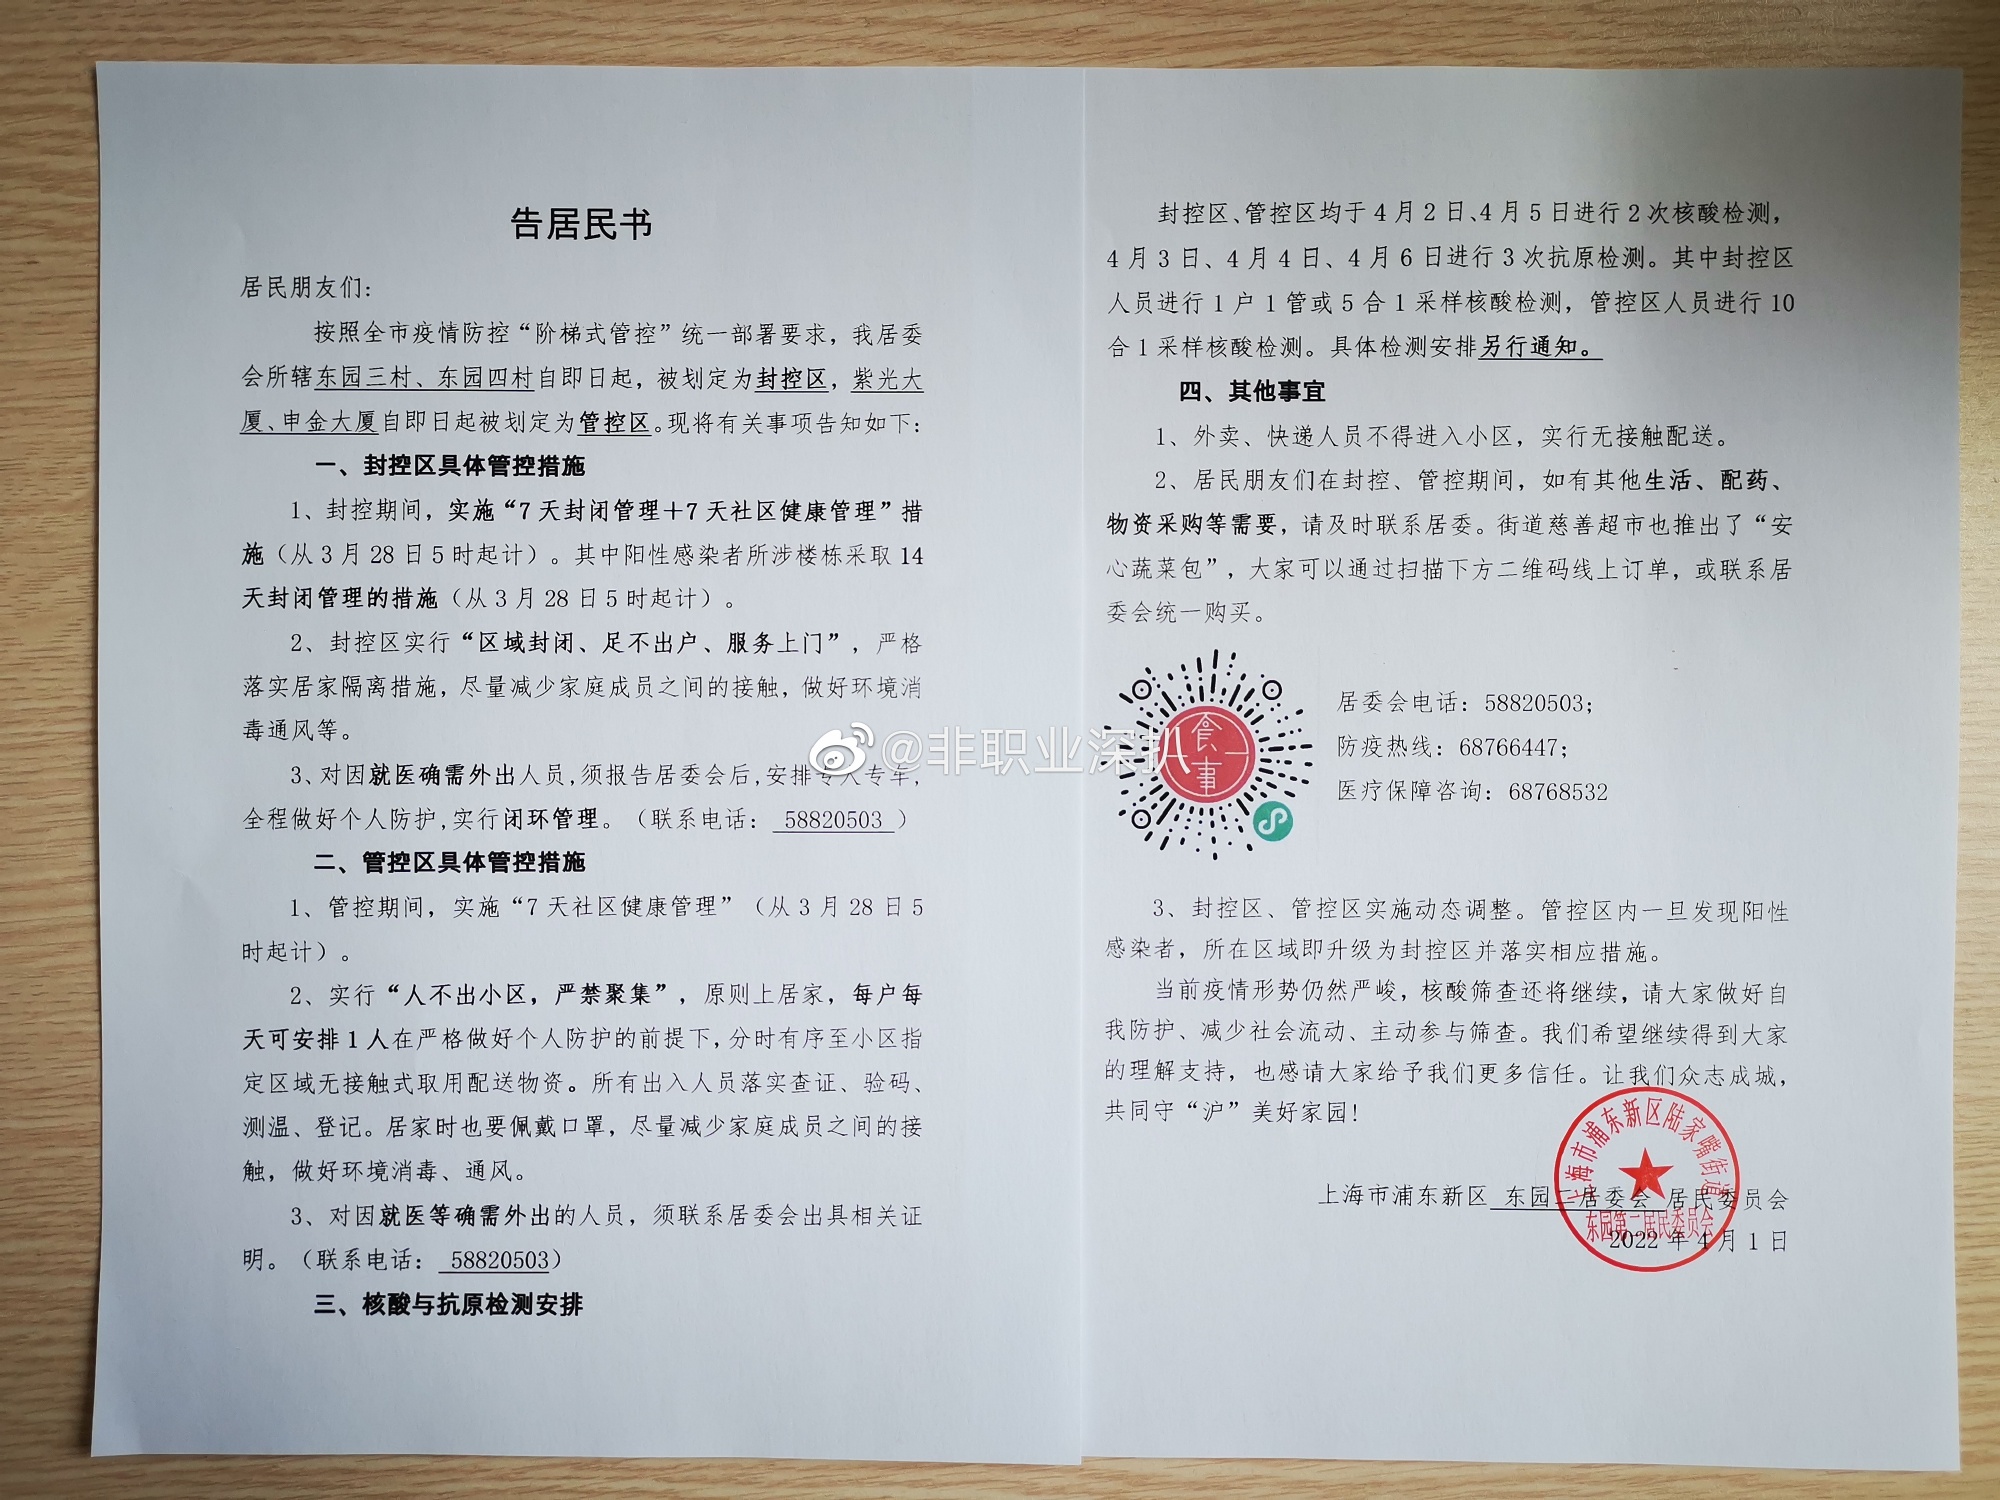 告居民书
居民朋友们：
按照全市疫情防控“阶梯式管控”统一部署要求，我居委
会所辖东园三村、东园四村自即日起，被划定为封控区，紫光大
厦、申金大厦自即日起被划定为管控区。现将有关事项告知如下：
一、封控区具体管控措施
1、封控期间，实施“7天封闭管理+7天社区健康管理”措
施（从3月28日5时起计）。其中阳性感染者所涉楼栋采取14
天封闭管理的措施（从3月28日5时起计）。
2、封控区实行“区域封闭、足不出户、服务上门”，严格
落实居家隔离措施，尽量减少家庭成员之间的接触，做好环境消
毒通风等。
3、对因就医确需外出人员，须报告居委会后，安排专人专车，
全程做好个人防护，实行闭环管理。（联系电话：58820503）
二、管控区具体管控措施
1、管控期间，实施“7天社区健康管理”（从3月28日5
时起计）。
2、实行“人不出小区，严禁聚集”，原则上居家，每户每
天可安排1人在严格做好个人防护的前提下，分时有序至小区指
定区域无接触式取用配送物资。所有出入人员落实查证、验码、
测温、登记。居家时也要佩戴口罩，尽量减少家庭成员之间的接
触，做好环境消毒、通风。
3、对因就医等确需外出的人员，须联系居委会出具相关证
明。（联系电话：58820503）
三、核酸与抗原检测安排
封控区、管控区均于4月2日、4月5日进行2次核酸检测，
4月3日、4月4日、4月6日进行3次抗原检测。其中封控区
人员进行1户1管或5合1采样核酸检测，管控区人员进行10
合1采样核酸检测。具体检测安排另行通知。
四、其他事宜
1、外卖、快递人员不得进入小区，实行无接触配送。
2、居民朋友们在封控、管控期间，如有其他生活、配药、
物资采购等需要，请及时联系居委。街道慈善超市也推出了“安
心蔬菜包”，大家可以通过扫描下方二维码线上订单，或联系居
委会统一购买。
食一事
居委会电话：58820503；
防疫热线：68766447；
医疗保障咨询：68768532
@非职业深扒
3、封控区、管控区实施动态调整。管控区内一旦发现阳性
感染者，所在区域即升级为封控区并落实相应措施。
当前疫情形势仍然严峻，核酸筛查还将继续，请大家做好自
我防护、减少社会流动、主动参与筛查。我们希望继续得到大家
的理解支持，也感请大家给予我们更多信任。让我们众志成城，
共同守“沪”美好家园！
上海市浦东新区 东园二居委会 居民委员会
2022年4月1日
上海市浦东新区陆家嘴街道
东园第二居民委员会